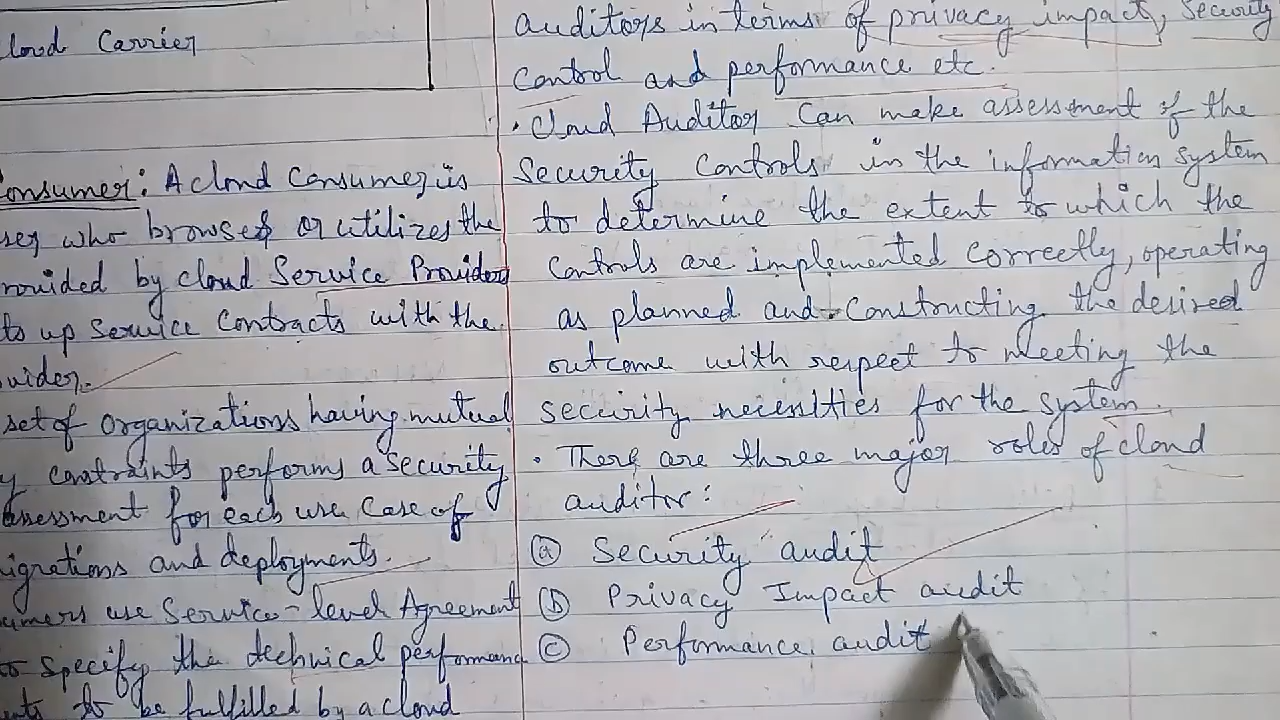 loud Carrier
onsumer: A cloud Consumer is
ser who browses or utilizes the
rovided by cloud Service Providers
ts up service contracts with the
vider.
set of organizations having mutual
y constraints performs a security
assessment for each use case of
igrations and deployments.
umers use Service-level Agreement
to specify the technical performanc
ents to be fulfilled by a cloud
auditors in terms of privacy impact, Security
Control and performance etc.
• Cloud Auditor Can make assessment of the
Security Controls in the information system
to determine the extent to which the
Controls are implemented correctly, operating
as planned and constructing the desired
outcome with respect to meeting the
security necessities for the system.
• There are three major roles of cloud
auditor:
(a) Security audit
(b) Privacy Impact audit
(c) Performance audit